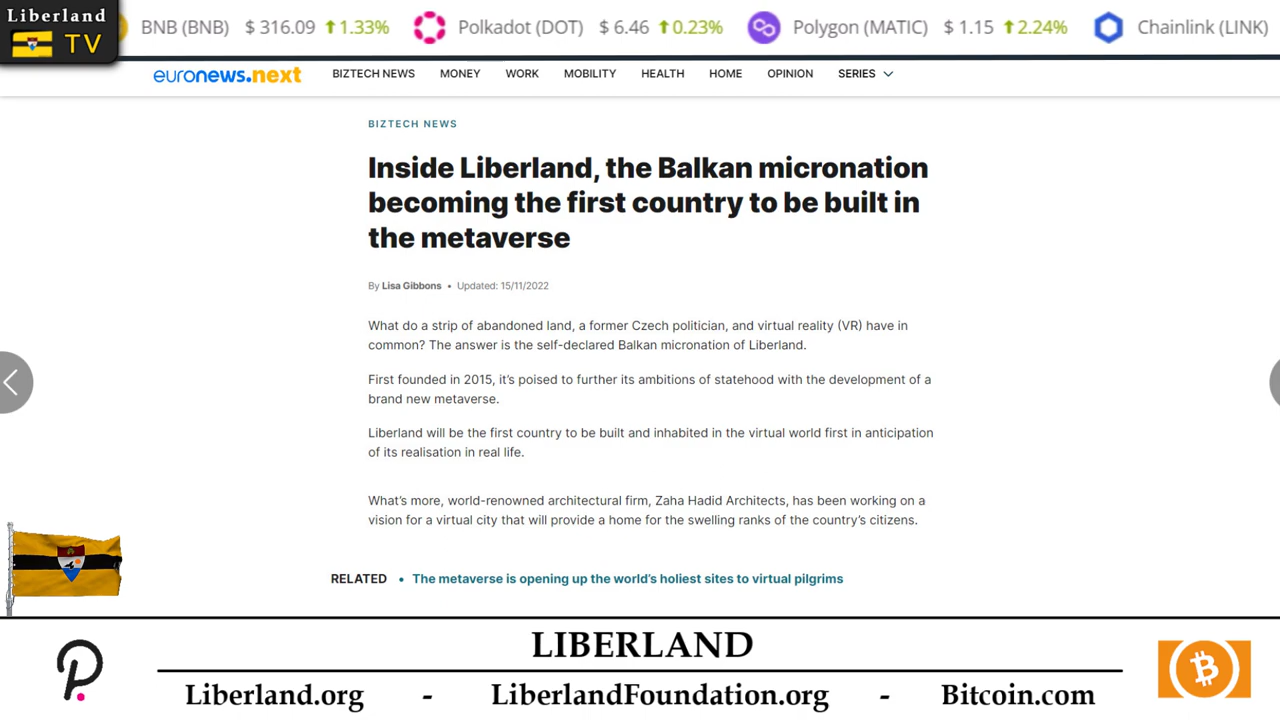 Liberland
TV
BNB (BNB) $ 316.09 1.33% Polkadot (DOT) $ 6.46 0.23% Polygon (MATIC) $ 1.15 2.24% Chainlink (LINK)
euronews.next BIZTECH NEWS MONEY WORK MOBILITY HEALTH HOME OPINION SERIES
BIZTECH NEWS
Inside Liberland, the Balkan micronation
becoming the first country to be built in
the metaverse
By Lisa Gibbons • Updated: 15/11/2022
What do a strip of abandoned land, a former Czech politician, and virtual reality (VR) have in
common? The answer is the self-declared Balkan micronation of Liberland.
First founded in 2015, it’s poised to further its ambitions of statehood with the development of a
brand new metaverse.
Liberland will be the first country to be built and inhabited in the virtual world first in anticipation
of its realisation in real life.
What’s more, world-renowned architectural firm, Zaha Hadid Architects, has been working on a
vision for a virtual city that will provide a home for the swelling ranks of the country’s citizens.
RELATED • The metaverse is opening up the world’s holiest sites to virtual pilgrims
LIBERLAND
Liberland.org - LiberlandFoundation.org - Bitcoin.com